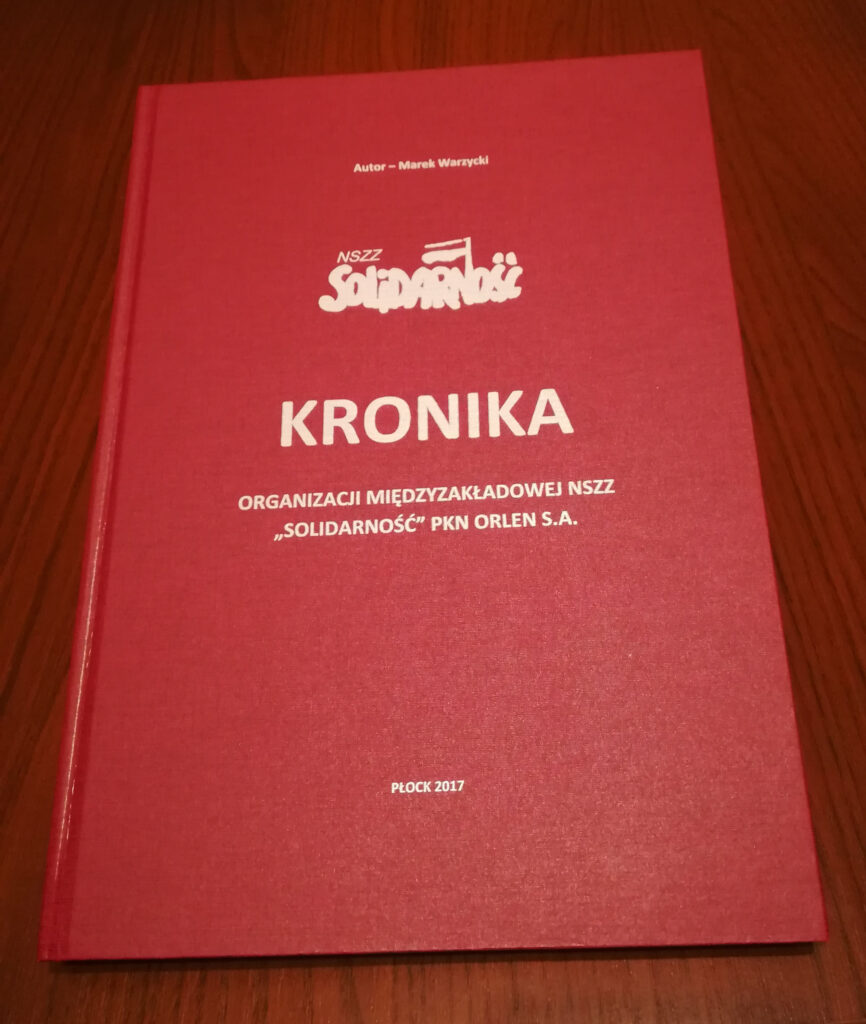 Autor – Marek Warzycki
NSZZ
SOLIDARNOŚĆ
KRONIKA
ORGANIZACJI MIĘDZYZAKŁADOWEJ NSZZ
„SOLIDARNOŚĆ” PKN ORLEN S.A.
PŁOCK 2017